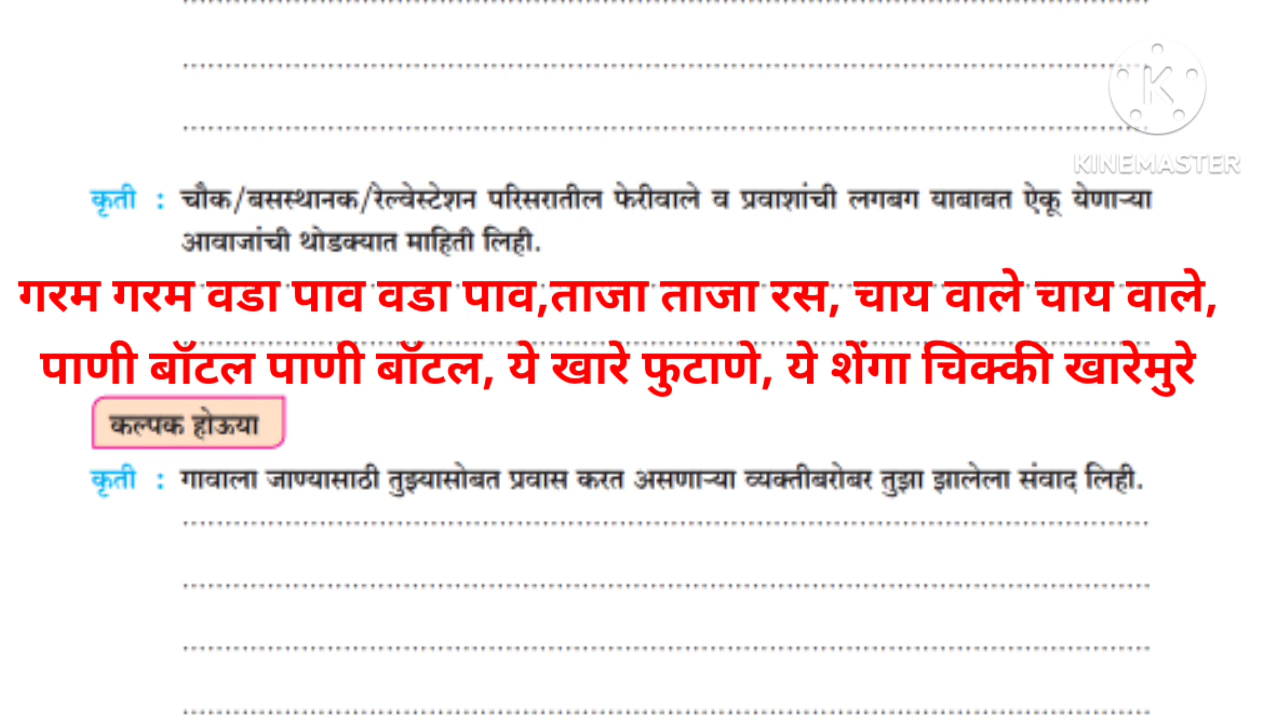 KINEMASTER
कृती : चौक/बसस्थानक/रेल्वेस्टेशन परिसरातील फेरीवाले व प्रवाशांची लगबग याबाबत ऐकू येणाऱ्या
आवाजांची थोडक्यात माहिती लिही.
गरम गरम वडा पाव वडा पाव,ताजा ताजा रस, चाय वाले चाय वाले,
पाणी बॉटल पाणी बॉटल, ये खारे फुटाणे, ये शेंगा चिक्की खारेमुरे
कल्पक होऊया
कृती : गावाला जाण्यासाठी तुझ्यासोबत प्रवास करत असणाऱ्या व्यक्तीबरोबर तुझा झालेला संवाद लिही.